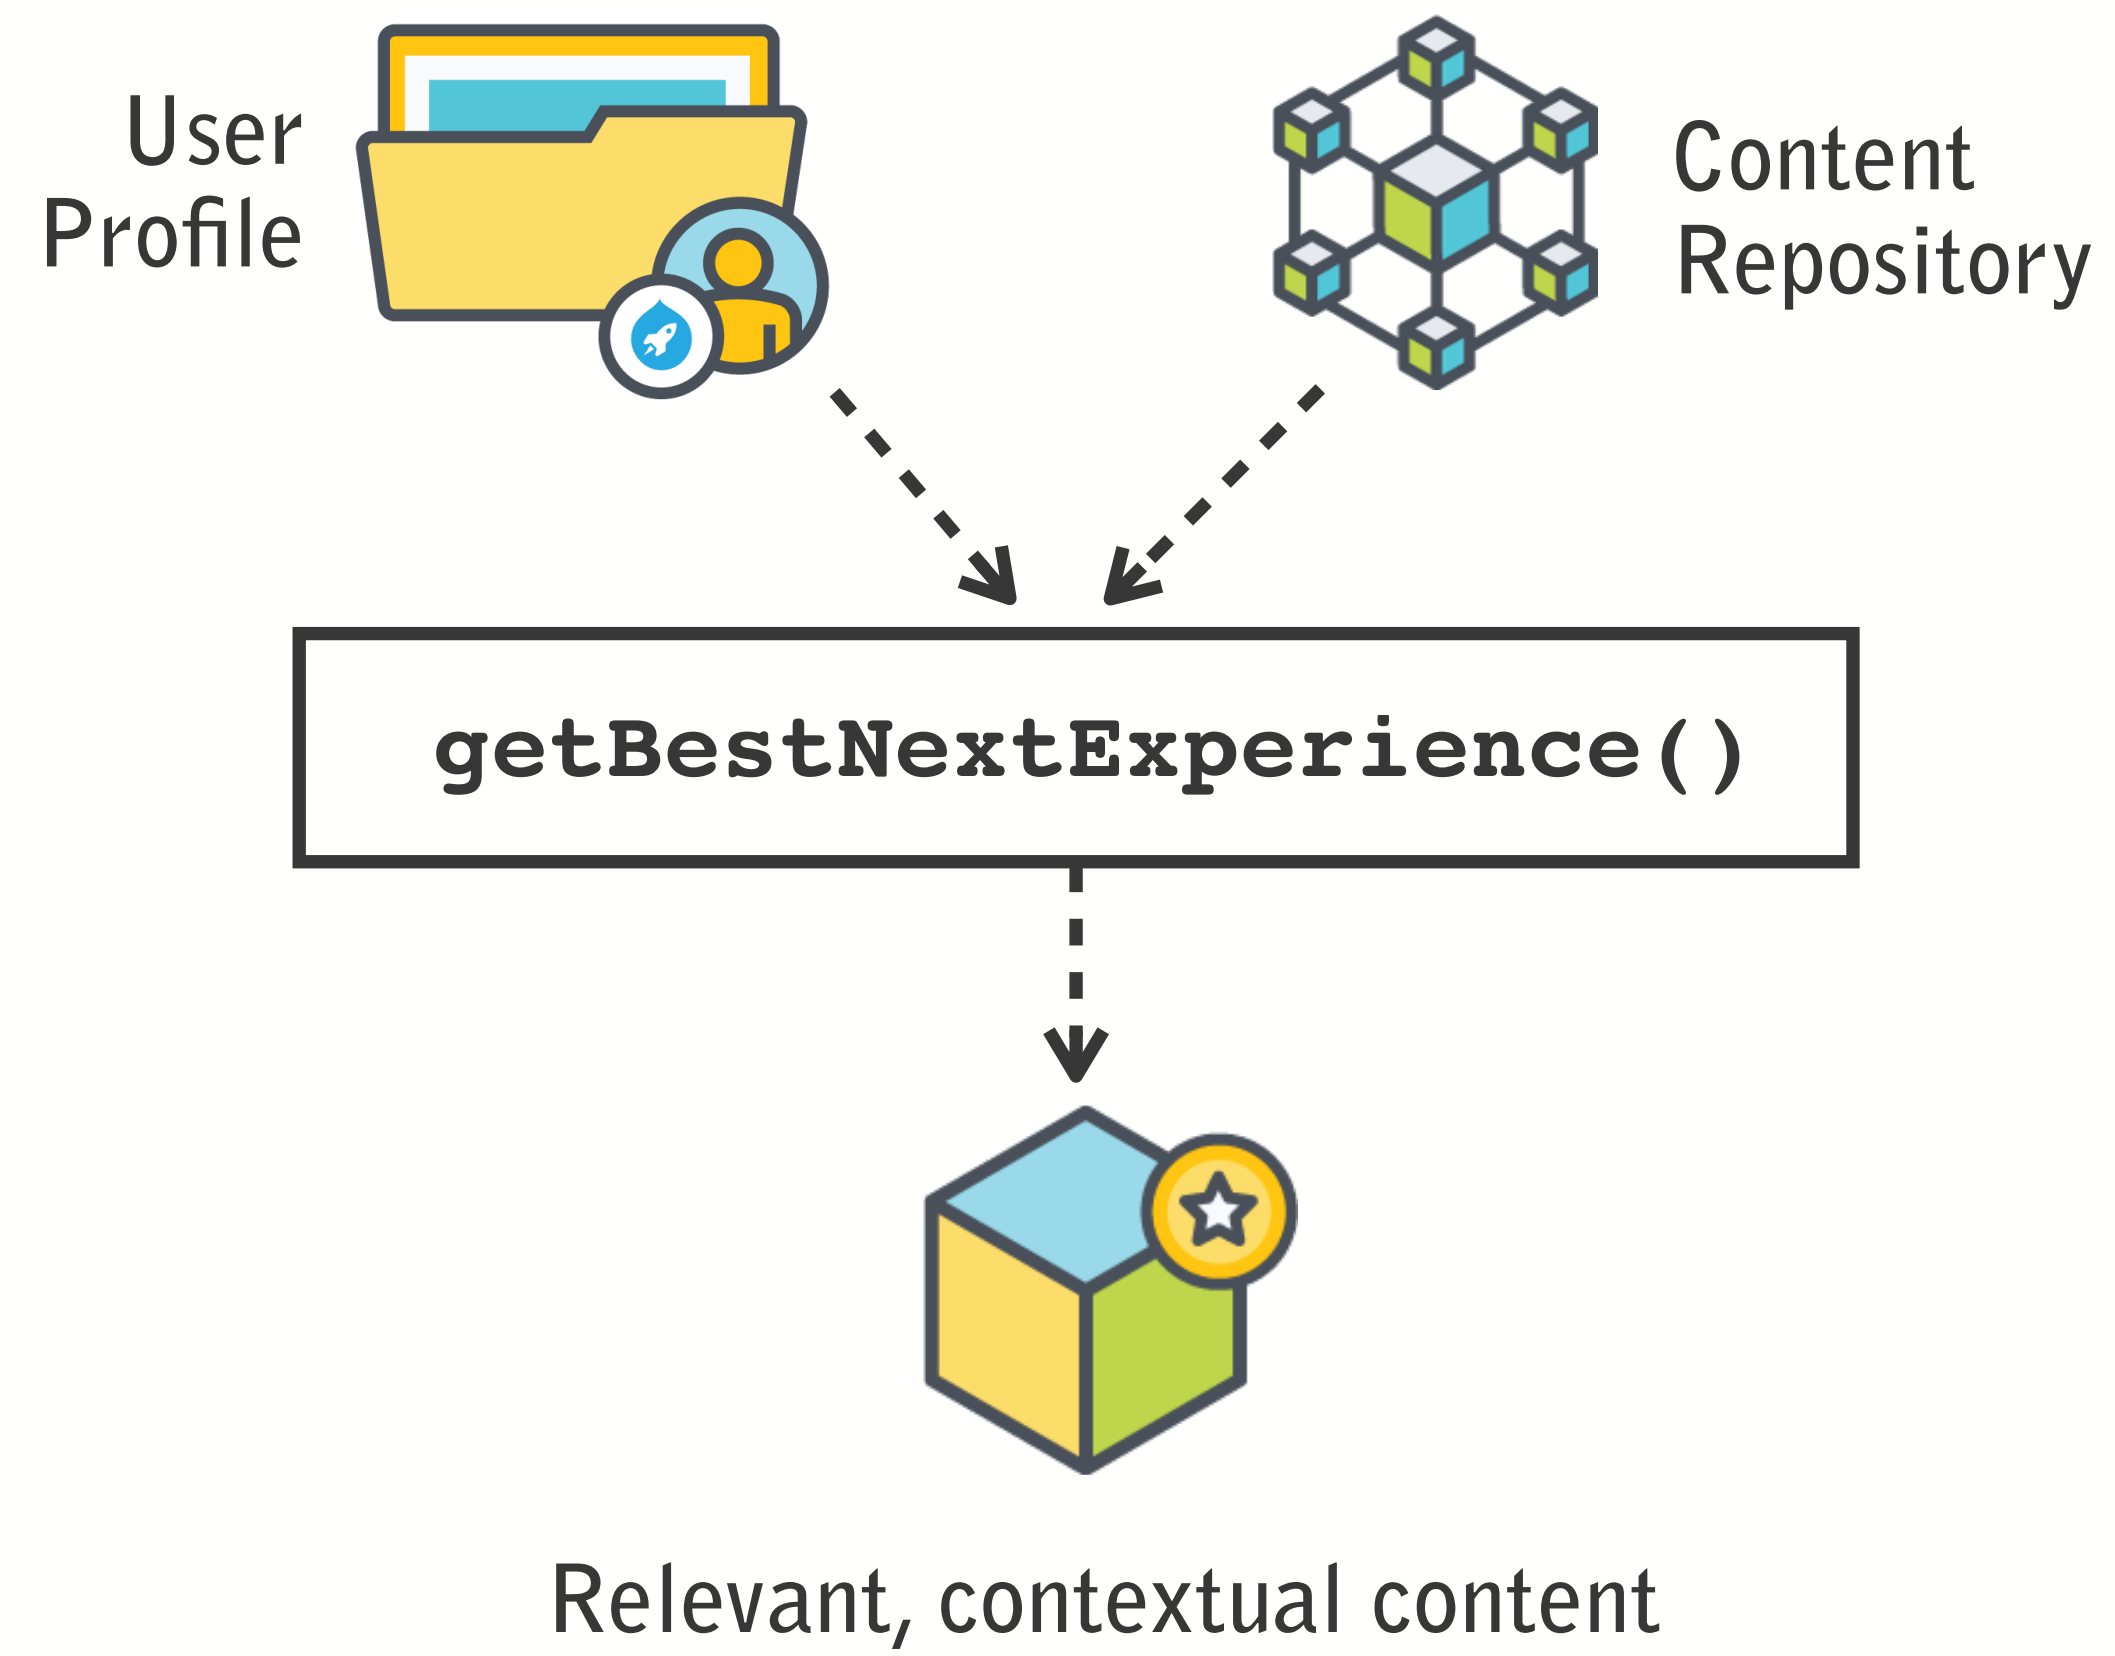 User
Profile
Content
Repository
getBestNextExperience()
Relevant, contextual content